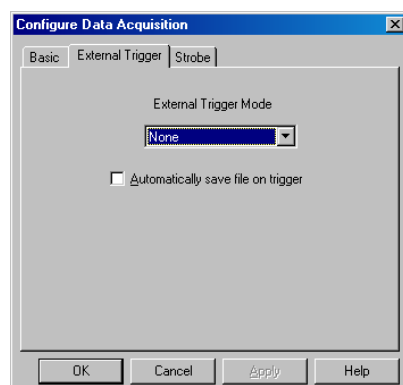 Configure Data Acquisition
Basic External Trigger Strobe
External Trigger Mode
None
Automatically save file on trigger
OK Cancel Apply Help